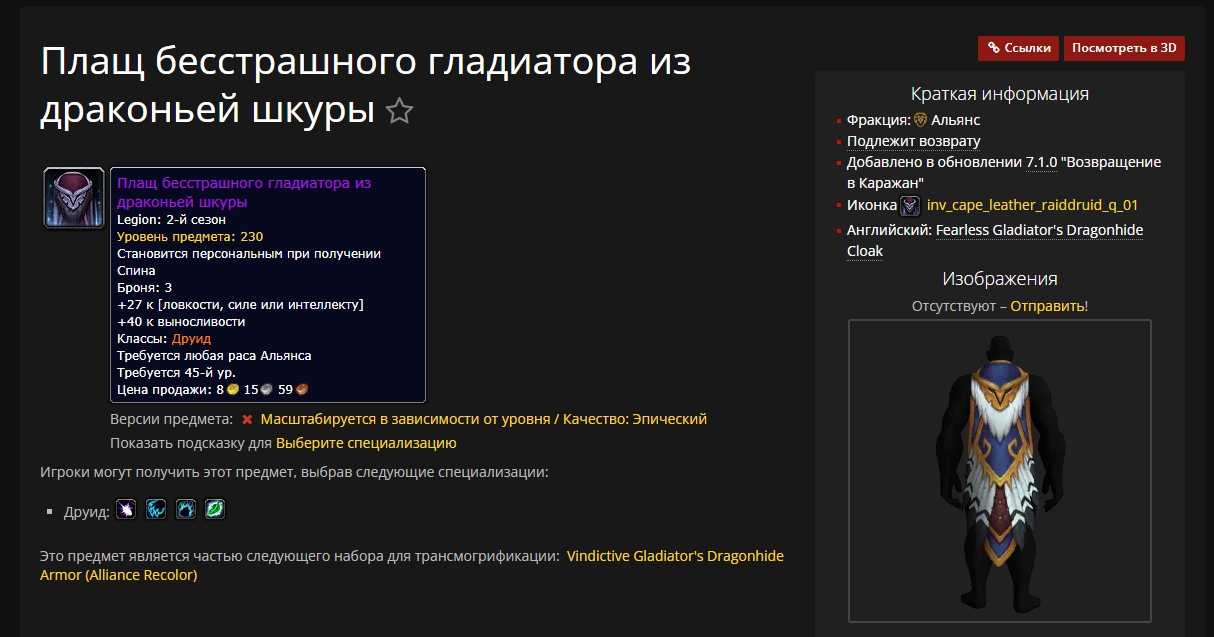 Плащ бесстрашного гладиатора из
драконьей шкуры
Плащ бесстрашного гладиатора из
драконьей шкуры
Legion: 2-й сезон
Уровень предмета: 230
Становится персональным при получении
Спина
Броня: 3
+27 к [ловкости, силе или интеллекту]
+40 к выносливости
Классы: Друид
Требуется любая раса Альянса
Требуется 45-й ур.
Цена продажи: 8 15 59
Версии предмета: Масштабируется в зависимости от уровня / Качество: Эпический
Показать подсказку для Выберите специализацию
Игроки могут получить этот предмет, выбрав следующие специализации:
Друид:
Это предмет является частью следующего набора для трансмогрификации: Vindictive Gladiator's Dragonhide
Armor (Alliance Recolor)
Ссылки
Посмотреть в 3D
Краткая информация
Фракция: Альянс
Подлежит возврату
Добавлено в обновлении 7.1.0 "Возвращение
в Каражан"
Иконка inv_cape_leather_raiddruid_q_01
Английский: Fearless Gladiator's Dragonhide
Cloak
Изображения
Отсутствуют – Отправить!